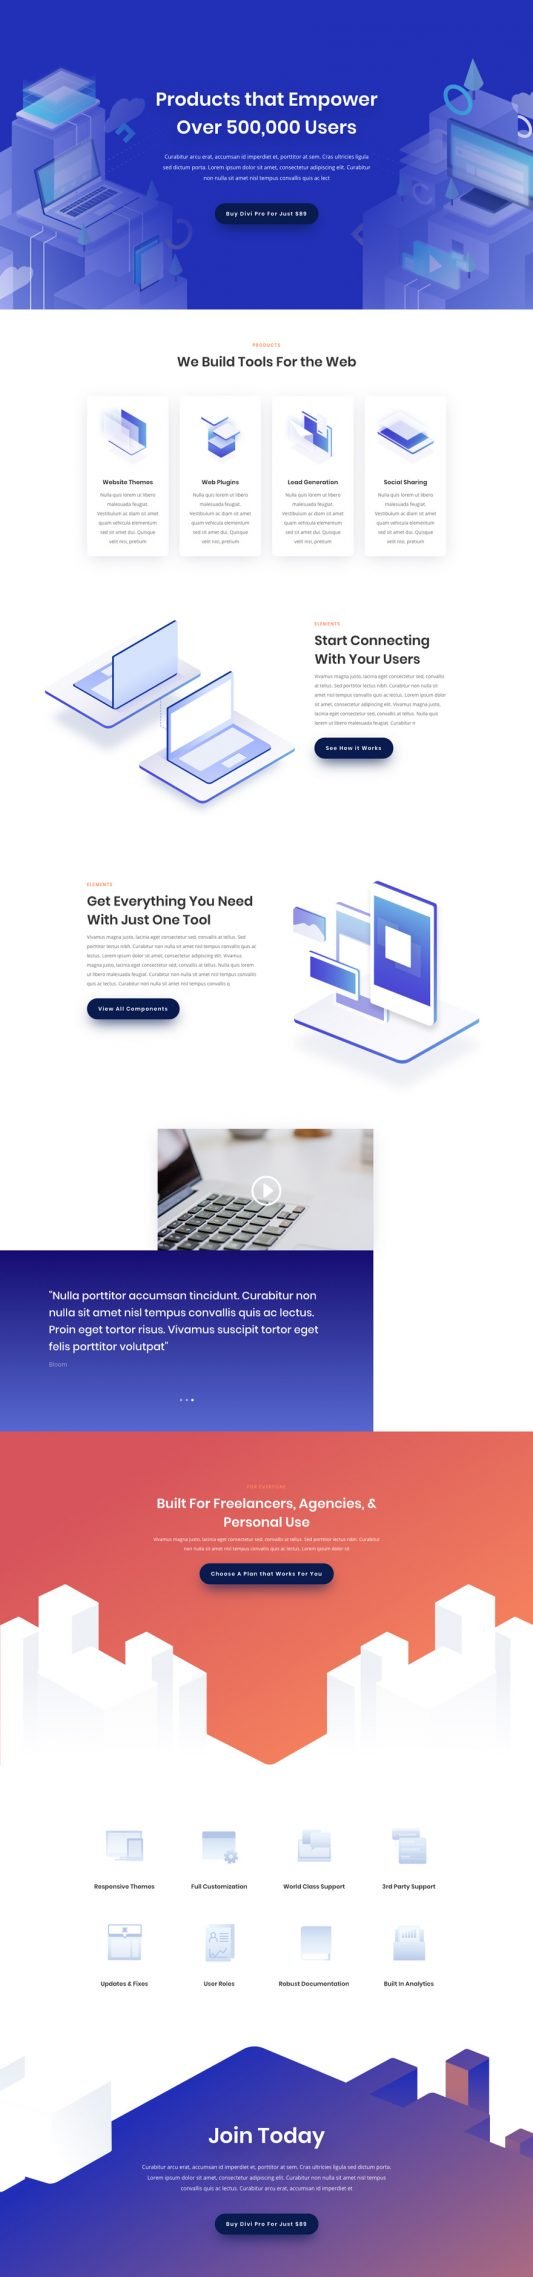 Products that Empower
Over 500,000 Users
Curabitur arcu erat, accumsan id imperdiet et, porttitor at sem. Cras ultricies ligula
sed dictum porta. Lorem ipsum dolor sit amet, consectetur adipiscing elit. Curabitur
non nulla sit amet nisl tempus convallis quis ac lect
Buy Divi Pro For Just $89
PRODUCTS
We Build Tools For the Web
Website Themes
Nulla quis lorem ut libero
malesuada feugiat.
Vestibulum ac diam sit amet
quam vehicula elementum
sed sit amet dui. Quisque
velit nisi, pretium
Web Plugins
Nulla quis lorem ut libero
malesuada feugiat.
Vestibulum ac diam sit amet
quam vehicula elementum
sed sit amet dui. Quisque
velit nisi, pretium
Lead Generation
Nulla quis lorem ut libero
malesuada feugiat.
Vestibulum ac diam sit amet
quam vehicula elementum
sed sit amet dui. Quisque
velit nisi, pretium
Social Sharing
Nulla quis lorem ut libero
malesuada feugiat.
Vestibulum ac diam sit amet
quam vehicula elementum
sed sit amet dui. Quisque
velit nisi, pretium
ELEMENTS
Start Connecting
With Your Users
Vivamus magna justo, lacinia eget consectetur sed, convallis
at tellus. Sed porttitor lectus nibh. Curabitur non nulla sit
amet nisl tempus convallis quis ac lectus. Lorem ipsum dolor
sit amet, consectetur adipiscing elit. Vivamus magna justo,
lacinia eget consectetur sed, convallis at tellus. Nulla quis
lorem ut libero malesuada feugiat. Curabitur n
See How it Works
ELEMENTS
Get Everything You Need
With Just One Tool
Vivamus magna justo, lacinia eget consectetur sed, convallis at tellus. Sed
porttitor lectus nibh. Curabitur non nulla sit amet nisl tempus convallis quis ac
lectus. Lorem ipsum dolor sit amet, consectetur adipiscing elit. Vivamus
magna justo, lacinia eget consectetur sed, convallis at tellus. Nulla quis lorem
ut libero malesuada feugiat. Curabitur non nulla sit amet nisl tempus convallis
quis ac lectus. Curabitur non nulla sit amet nisl tempus convallis q
View All Components
"Nulla porttitor accumsan tincidunt. Curabitur non
nulla sit amet nisl tempus convallis quis ac lectus.
Proin eget tortor risus. Vivamus suscipit tortor eget
felis porttitor volutpat"
Bloom
FOR EVERYONE
Built For Freelancers, Agencies, &
Personal Use
Vivamus magna justo, lacinia eget consectetur sed, convallis at tellus. Sed porttitor lectus nibh. Curabitur
non nulla sit amet nisl tempus convallis quis ac lectus. Lorem ipsum dolor sit
Choose A Plan that Works For You
Responsive Themes
Full Customization
World Class Support
3rd Party Support
Updates & Fixes
User Roles
Robust Documentation
Built In Analytics
Join Today
Curabitur arcu erat, accumsan id imperdiet et, porttitor at sem. Cras ultricies ligula sed dictum porta.
Lorem ipsum dolor sit amet, consectetur adipiscing elit. Curabitur non nulla sit amet nisl tempus
convallis quis ac lectus. Curabitur arcu erat, accumsan id imperdiet et
Buy Divi Pro For Just $89